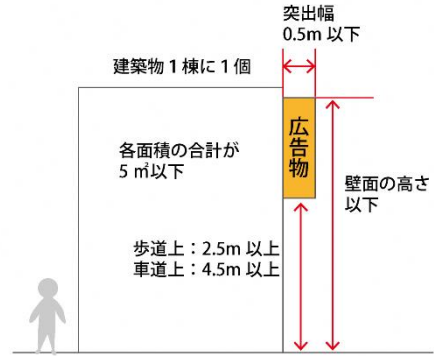 突出幅
0.5m 以下
建築物 1 棟に 1 個
広告物
各面積の合計が
5 ㎡以下
壁面の高さ
以下
歩道上：2.5m 以上
車道上：4.5m 以上